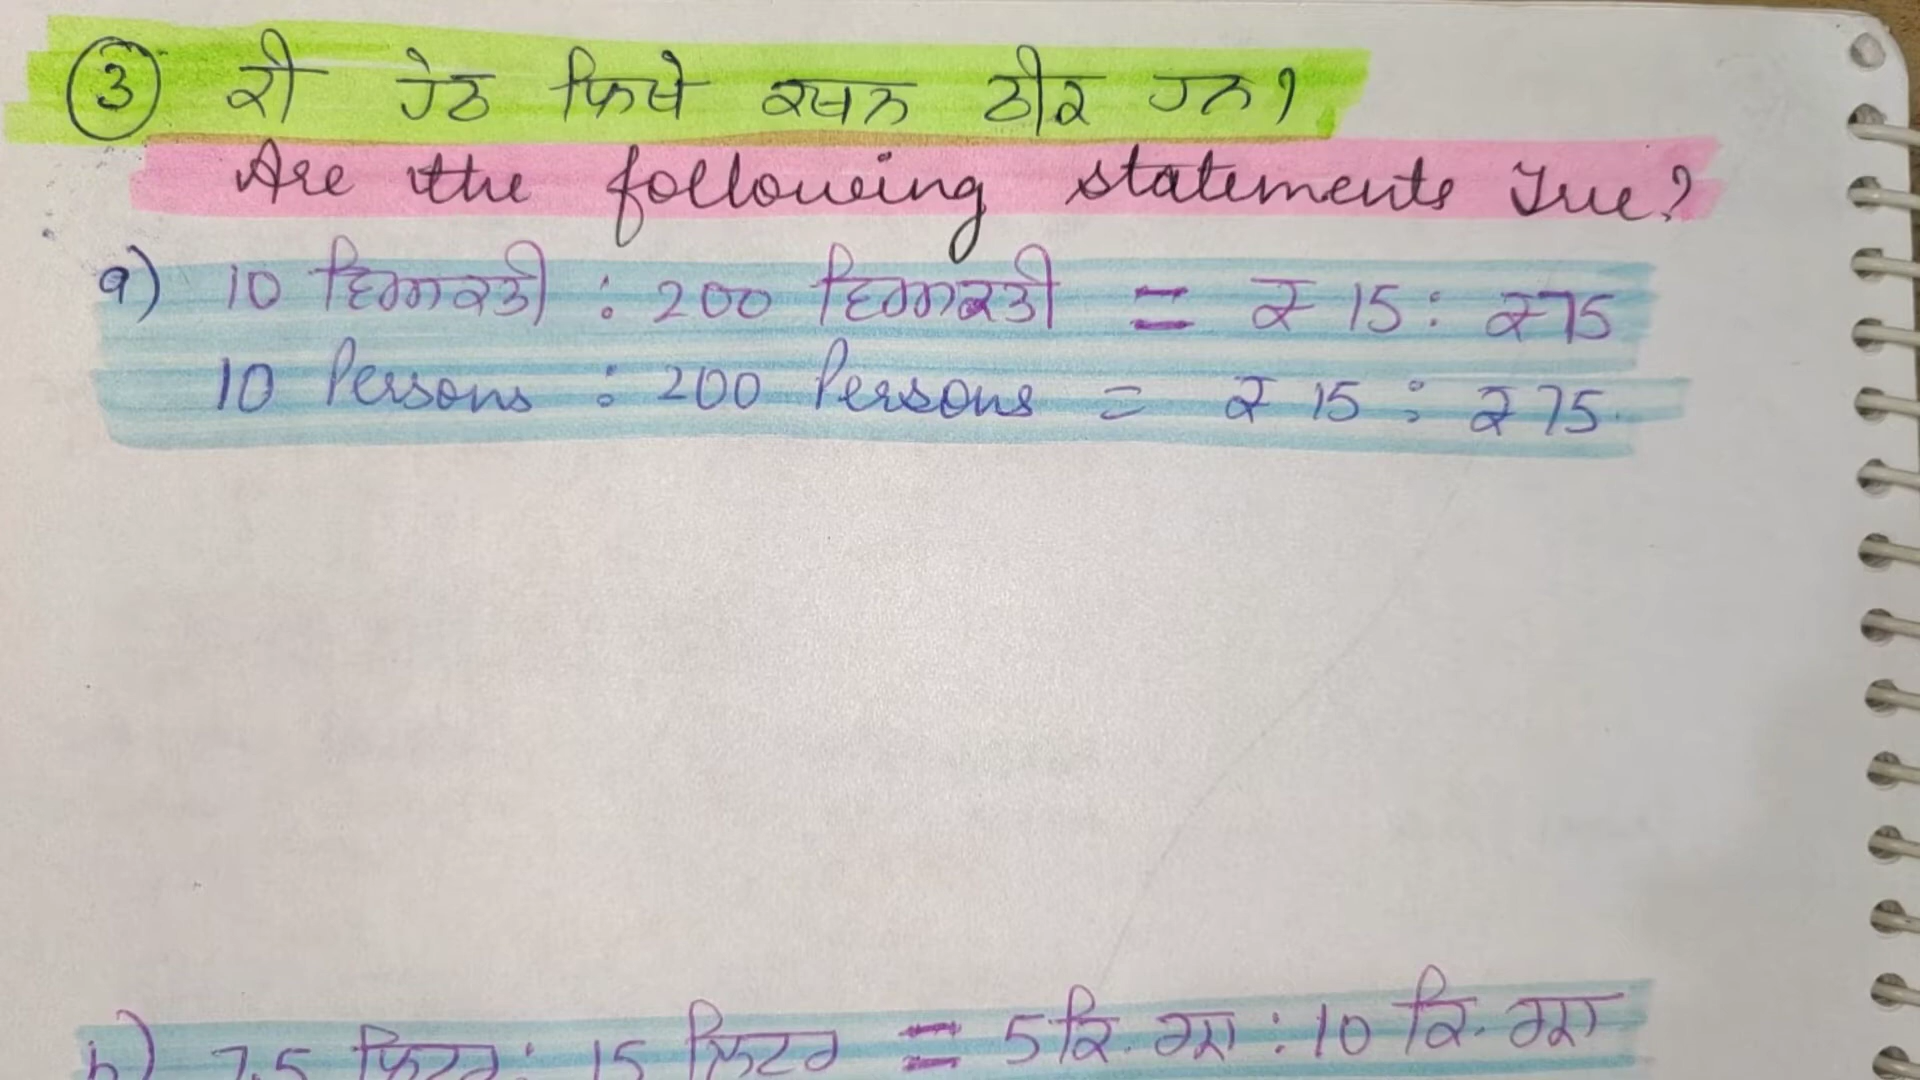 ③ ਕੀ ਹੇਠ ਲਿਖੇ ਕਥਨ ਠੀਕ ਹਨ?
Are the following statements True?
a) 10 ਵਿਅਕਤੀ : 200 ਵਿਅਕਤੀ = ₹ 15 : ₹75
10 Persons : 200 Persons = ₹ 15 : ₹ 75.
b) 7.5 ਲਿਟਰ : 15 ਲਿਟਰ = 5 ਕਿ. ਗ੍ਰਾ : 10 ਕਿ. ਗ੍ਰਾ